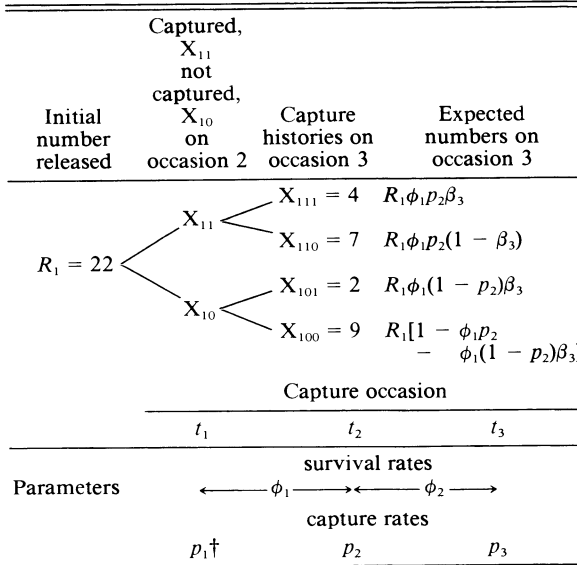 Captured,
X₁₁
not
captured,
Initial X₁₀ Capture Expected
number on histories on numbers on
released occasion 2 occasion 3 occasion 3
X₁₁₁ = 4 R₁ϕ₁p₂β₃
X₁₁
X₁₁₀ = 7 R₁ϕ₁p₂(1 − β₃)
R₁ = 22
X₁₀₁ = 2 R₁ϕ₁(1 − p₂)β₃
X₁₀
X₁₀₀ = 9 R₁[1 − ϕ₁p₂
− ϕ₁(1 − p₂)β₃]
Capture occasion
t₁ t₂ t₃
survival rates
Parameters ϕ₁ ϕ₂
capture rates
p₁† p₂ p₃